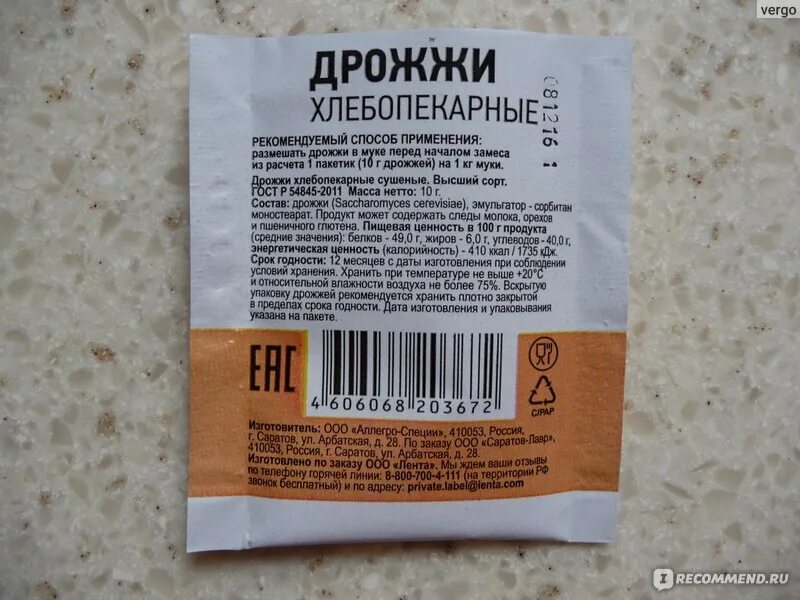 vergo
ДРОЖЖИ
ХЛЕБОПЕКАРНЫЕ
081216 1
РЕКОМЕНДУЕМЫЙ СПОСОБ ПРИМЕНЕНИЯ:
размешать дрожжи в муке перед началом замеса
из расчета 1 пакетик (10 г дрожжей) на 1 кг муки.
Дрожжи хлебопекарные сушеные. Высший сорт.
ГОСТ Р 54845-2011 Масса нетто: 10 г.
Состав: дрожжи (Saccharomyces cerevisiae), эмульгатор - сорбитан
моностеарат. Продукт может содержать следы молока, орехов
и пшеничного глютена. Пищевая ценность в 100 г продукта
(средние значения): белков - 49,0 г, жиров - 6,0 г, углеводов - 40,0 г,
энергетическая ценность (калорийность) - 410 ккал / 1735 кДж.
Срок годности: 12 месяцев с даты изготовления при соблюдении
условий хранения. Хранить при температуре не выше +20°С
и относительной влажности воздуха не более 75%. Вскрытую
упаковку дрожжей рекомендуется хранить плотно закрытой
в пределах срока годности. Дата изготовления и упаковывания
указана на пакете.
ЕАС
4 606068 203672
C/PAP
Изготовитель: ООО «Аллегро-Специи», 410053, Россия,
г. Саратов, ул. Арбатская, д. 28. По заказу ООО «Саратов-Лавр»,
410053, Россия, г. Саратов, ул. Арбатская, д. 28.
Изготовлено по заказу ООО «Лента». Мы ждем ваши отзывы
по телефону горячей линии: 8-800-700-4-111 (на территории РФ
звонок бесплатный) и по адресу: private.label@lenta.com
IRECOMMEND.RU